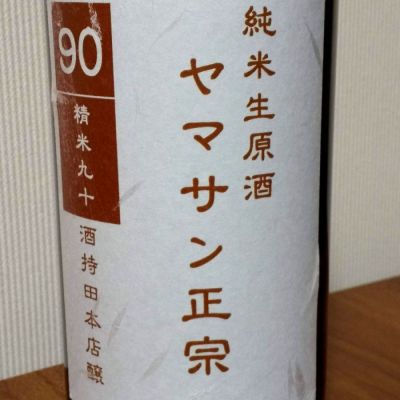 純米生原酒
ヤマサン正宗
90
精米九十
酒持田本店醸